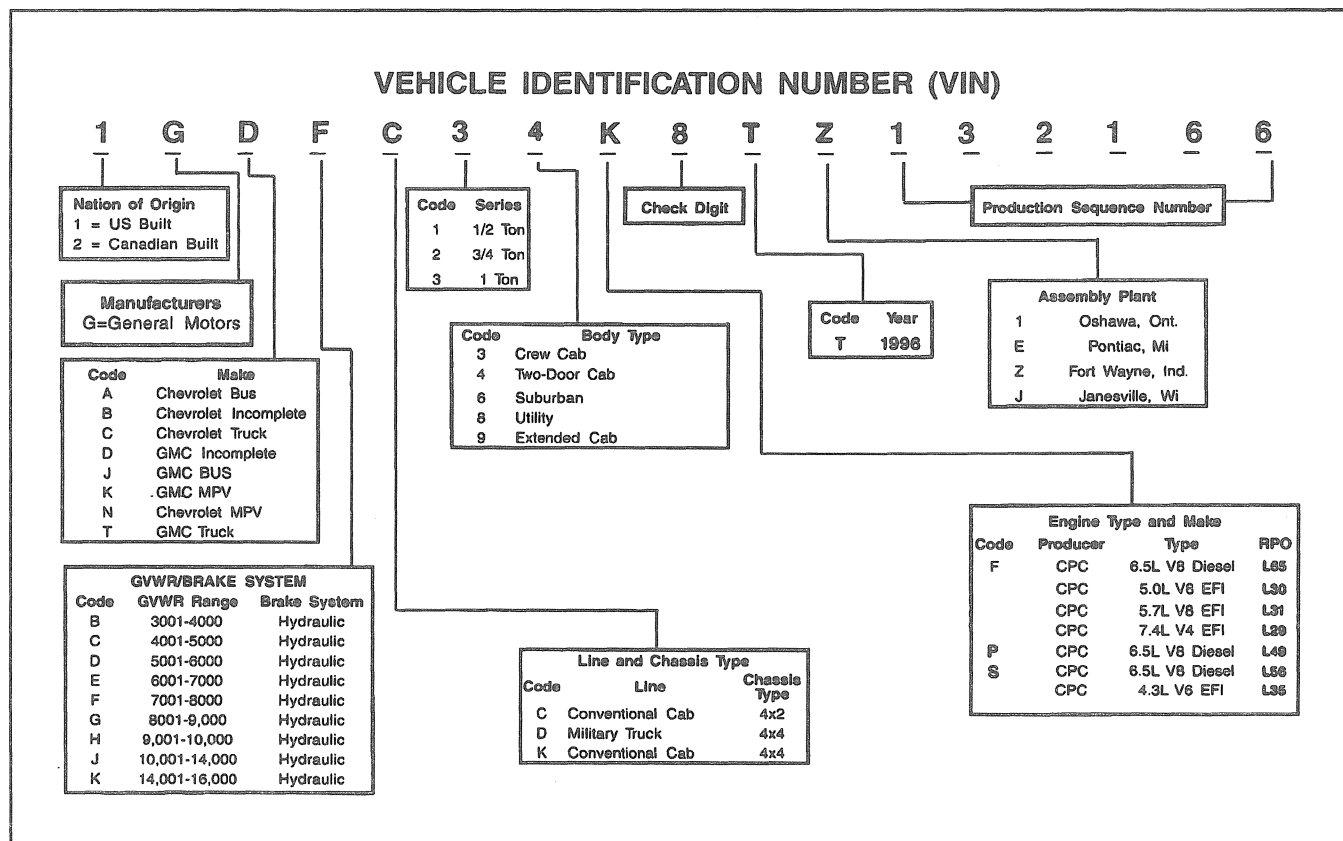 VEHICLE IDENTIFICATION NUMBER (VIN)
1 G D F C 3 4 K 8 T Z 1 3 2 1 6 6
Nation of Origin
1 = US Built
2 = Canadian Built
Manufacturers
G=General Motors
Code Make
A Chevrolet Bus
B Chevrolet Incomplete
C Chevrolet Truck
D GMC Incomplete
J GMC BUS
K GMC MPV
N Chevrolet MPV
T GMC Truck
GVWR/BRAKE SYSTEM
Code GVWR Range Brake System
B 3001-4000 Hydraulic
C 4001-5000 Hydraulic
D 5001-6000 Hydraulic
E 6001-7000 Hydraulic
F 7001-8000 Hydraulic
G 8001-9,000 Hydraulic
H 9,001-10,000 Hydraulic
J 10,001-14,000 Hydraulic
K 14,001-16,000 Hydraulic
Code Series
1 1/2 Ton
2 3/4 Ton
3 1 Ton
Code Body Type
3 Crew Cab
4 Two-Door Cab
6 Suburban
8 Utility
9 Extended Cab
Line and Chassis Type
Code Line Chassis Type
C Conventional Cab 4x2
D Military Truck 4x4
K Conventional Cab 4x4
Check Digit
Code Year
T 1996
Production Sequence Number
Assembly Plant
1 Oshawa, Ont.
E Pontiac, Mi
Z Fort Wayne, Ind.
J Janesville, Wi
Engine Type and Make
Code Producer Type RPO
F CPC 6.5L V8 Diesel L65
CPC 5.0L V8 EFI L30
CPC 5.7L V8 EFI L31
CPC 7.4L V4 EFI L29
P CPC 6.5L V8 Diesel L49
S CPC 6.5L V8 Diesel L56
CPC 4.3L V6 EFI L35